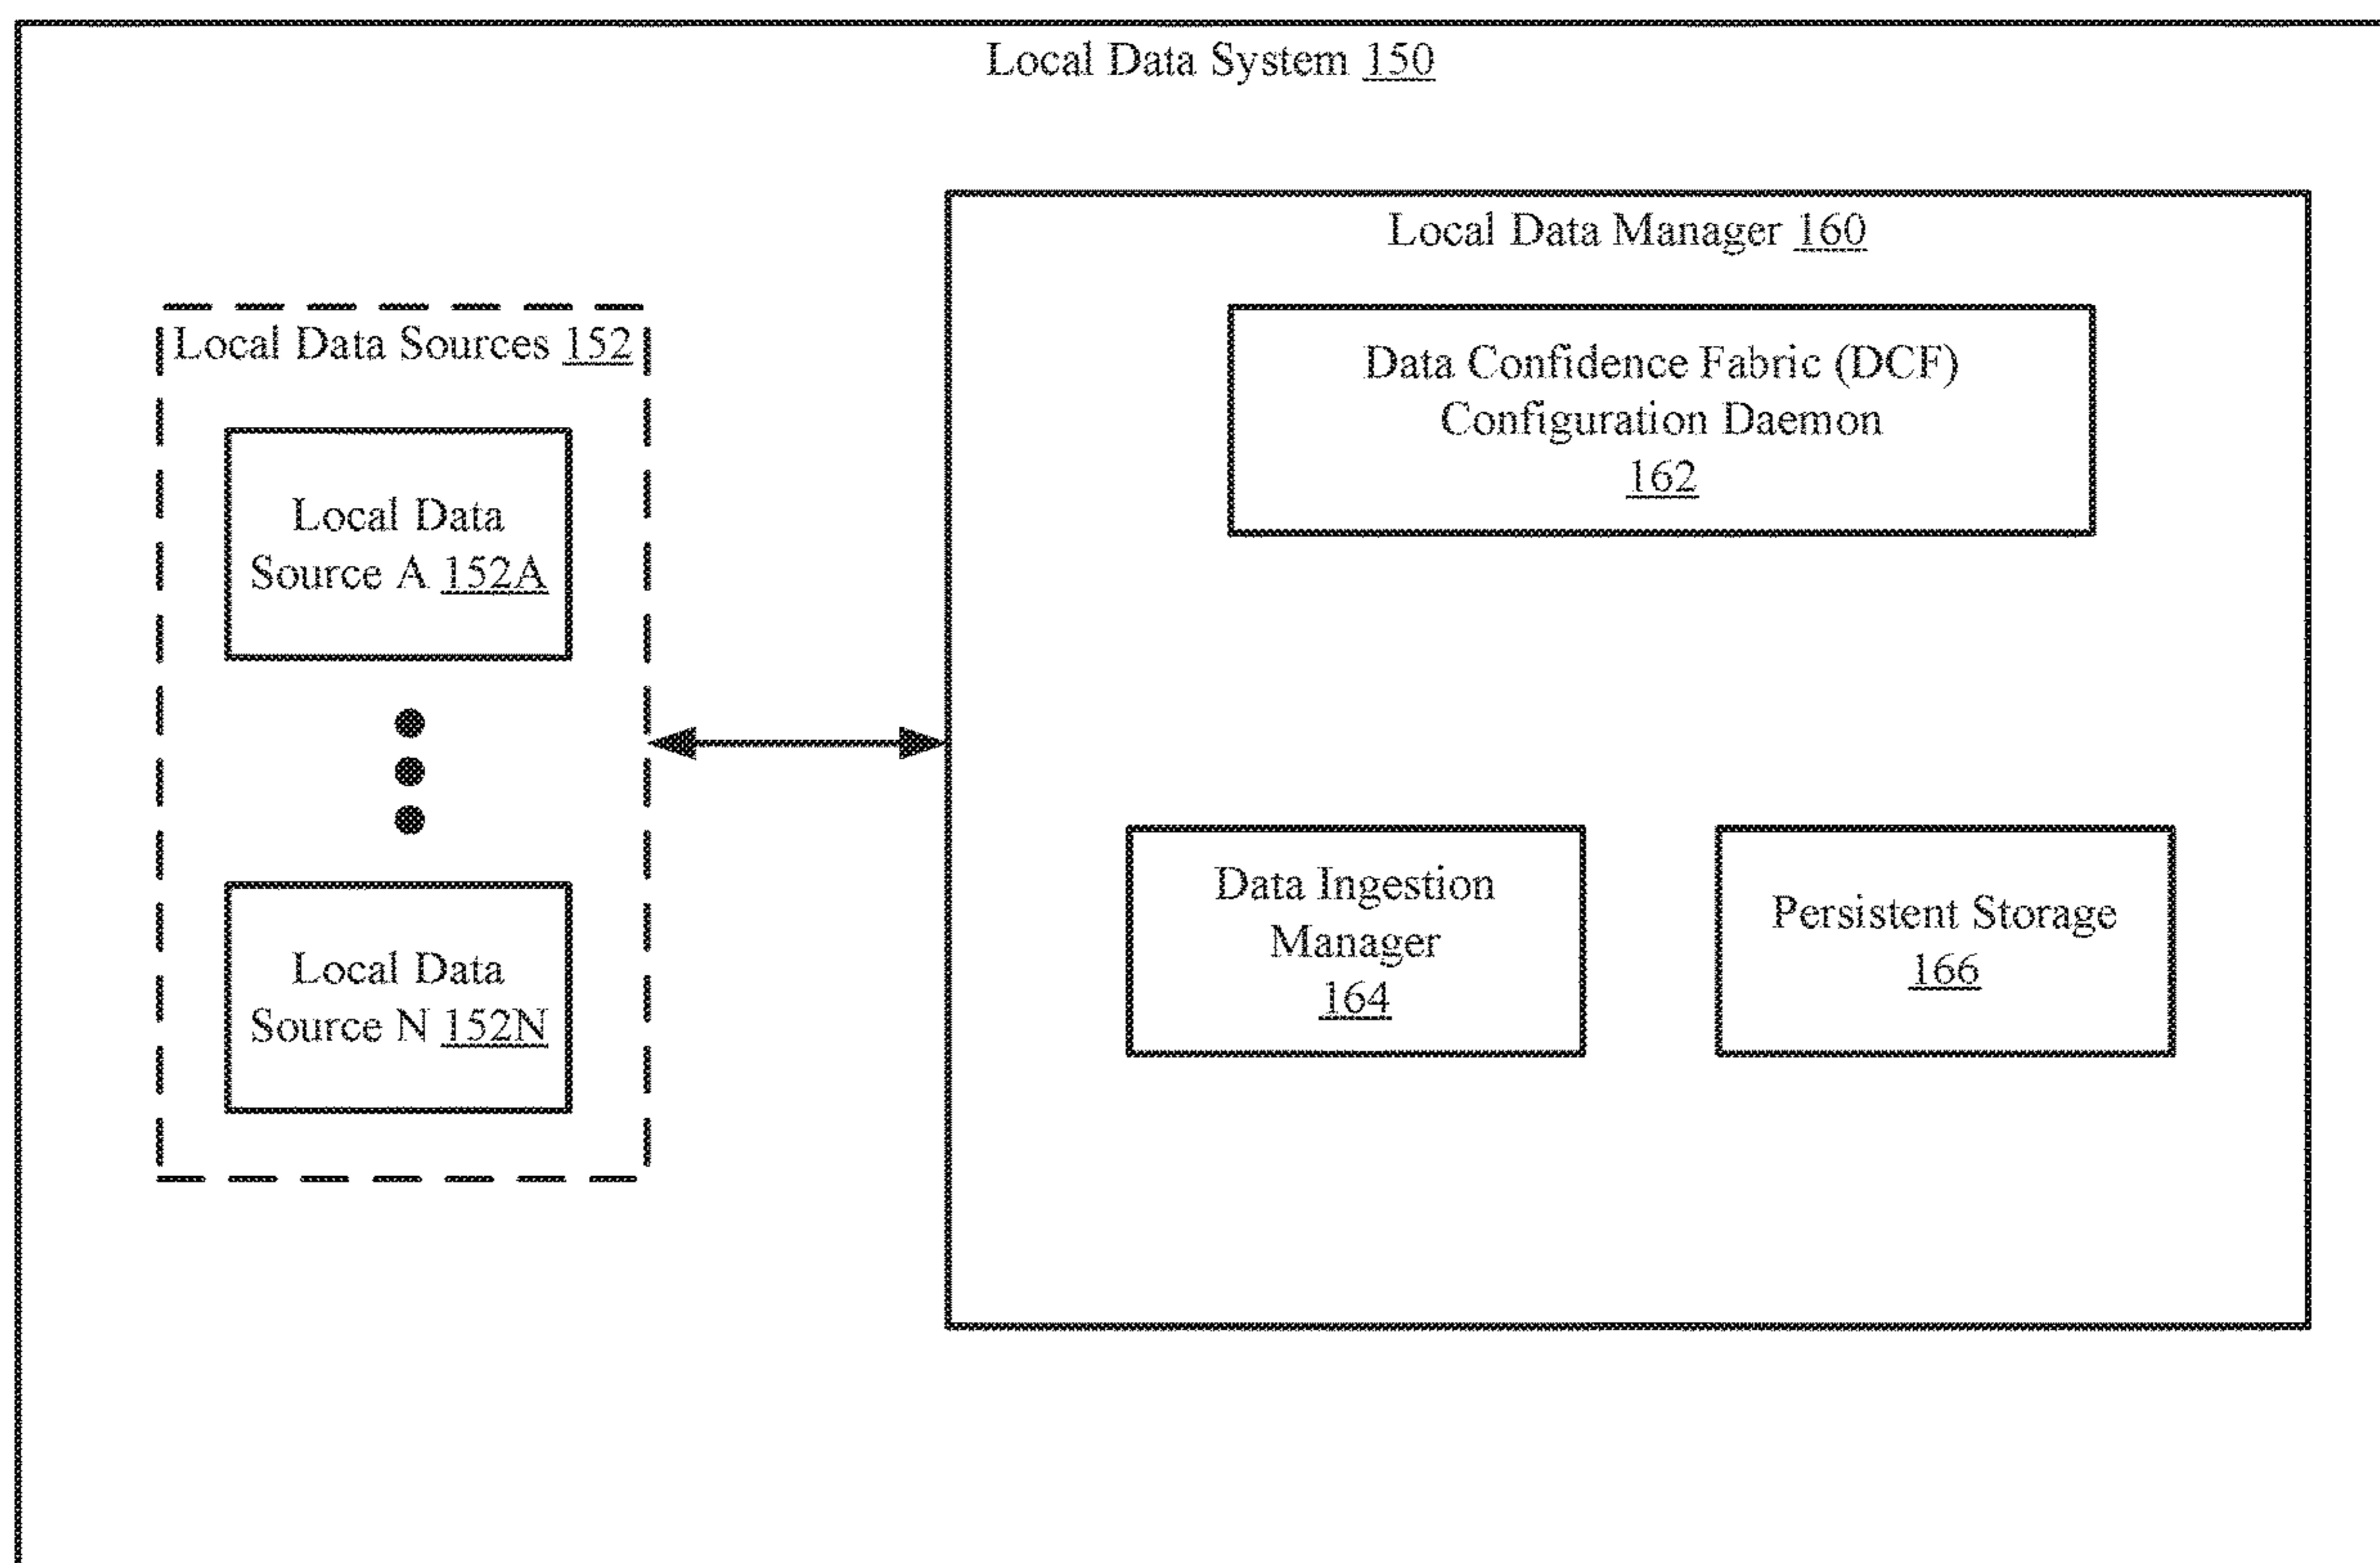 Local Data System 150
Local Data Manager 160
Local Data Sources 152
Data Confidence Fabric (DCF)
Configuration Daemon
162
Local Data
Source A 152A
Data Ingestion
Manager
164
Persistent Storage
166
Local Data
Source N 152N